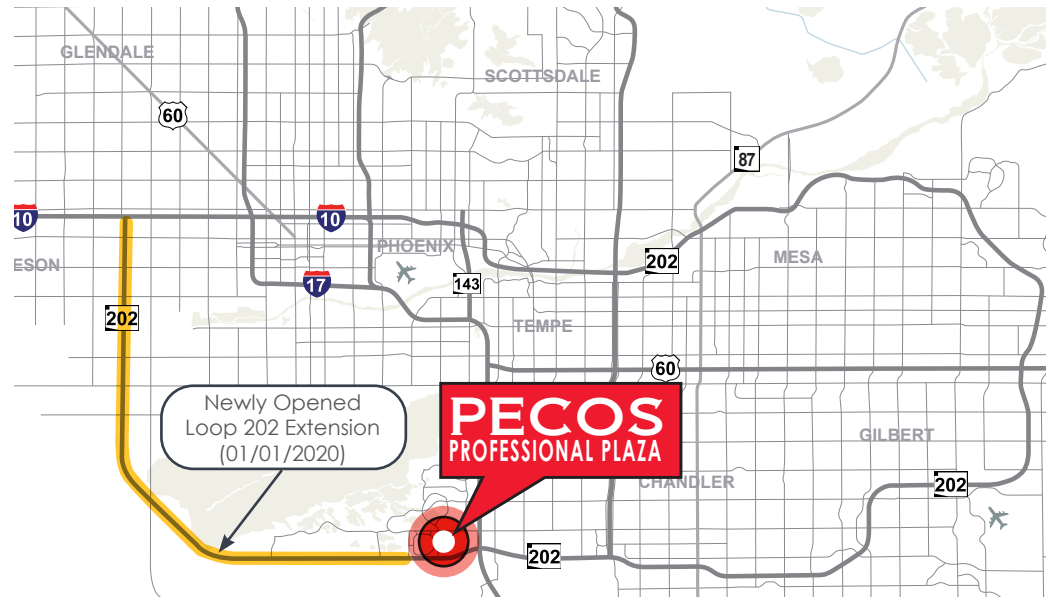 GLENDALE
SCOTTSDALE
60
87
10
10
PHOENIX
ESON
202
MESA
17
143
202
TEMPE
60
Newly Opened
Loop 202 Extension
(01/01/2020)
PECOS
PROFESSIONAL PLAZA
GILBERT
CHANDLER
202
202